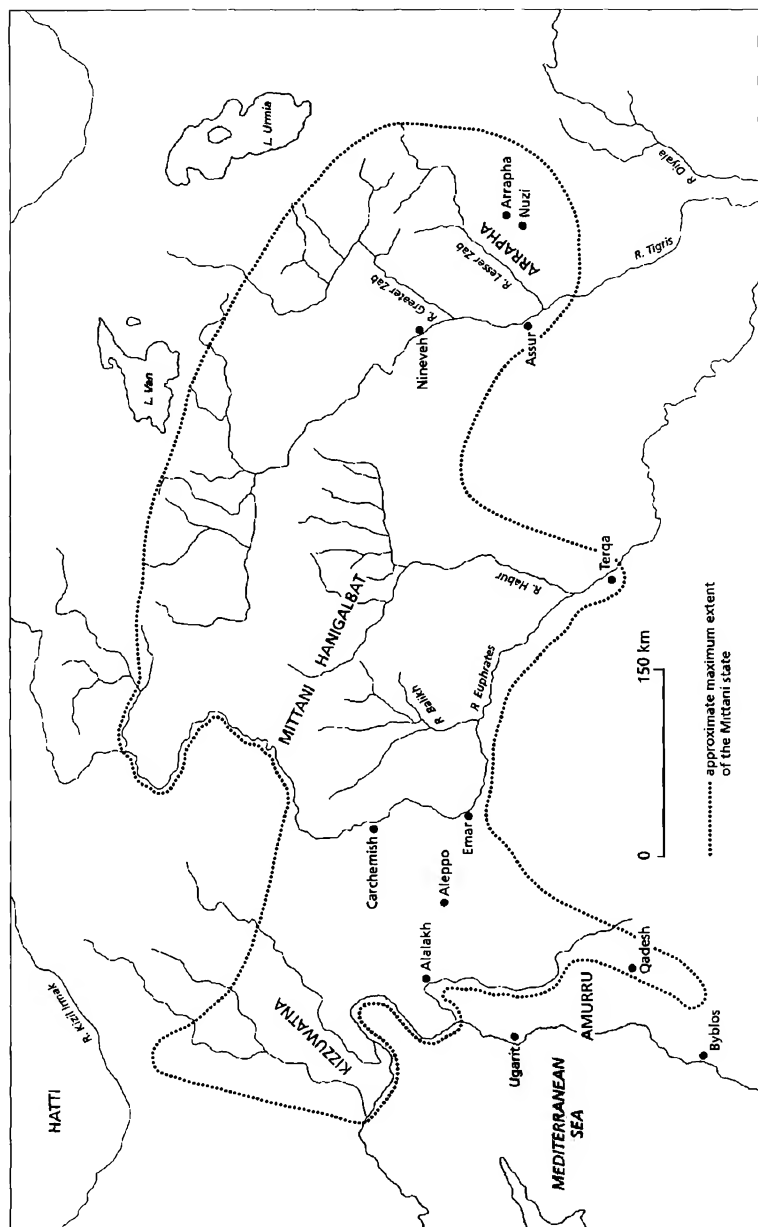 HATTI
R. Kizil Irmak
KIZZUWATNA
MITTANI
HANIGALBAT
L. Van
L. Urmia
Carchemish
Aleppo
Alalakh
Emar
Ugarit
AMURRU
Qadesh
Byblos
MEDITERRANEAN
SEA
R. Balikh
R. Euphrates
R. Habur
Terqa
Nineveh
R. Greater Zab
R. Lesser Zab
ARRAPHA
Arrapha
Nuzi
Assur
R. Tigris
R. Diyala
0 150 km
approximate maximum extent
of the Mittani state